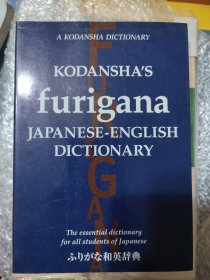 A KODANSHA DICTIONARY
KODANSHA'S
furigana
JAPANESE-ENGLISH
DICTIONARY
The essential dictionary
for all students of Japanese
ふりがな和英辞典